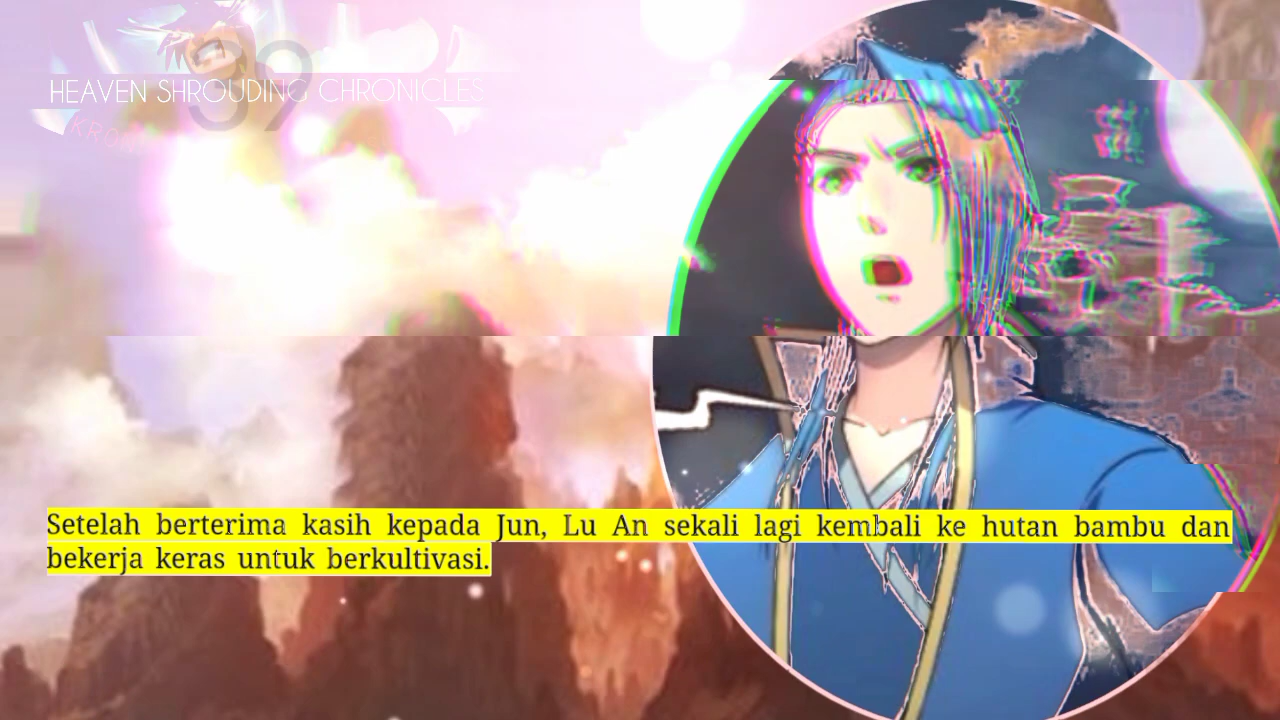 39
HEAVEN SHROUDING CHRONICLES
Setelah berterima kasih kepada Jun, Lu An sekali lagi kembali ke hutan bambu dan
bekerja keras untuk berkultivasi.